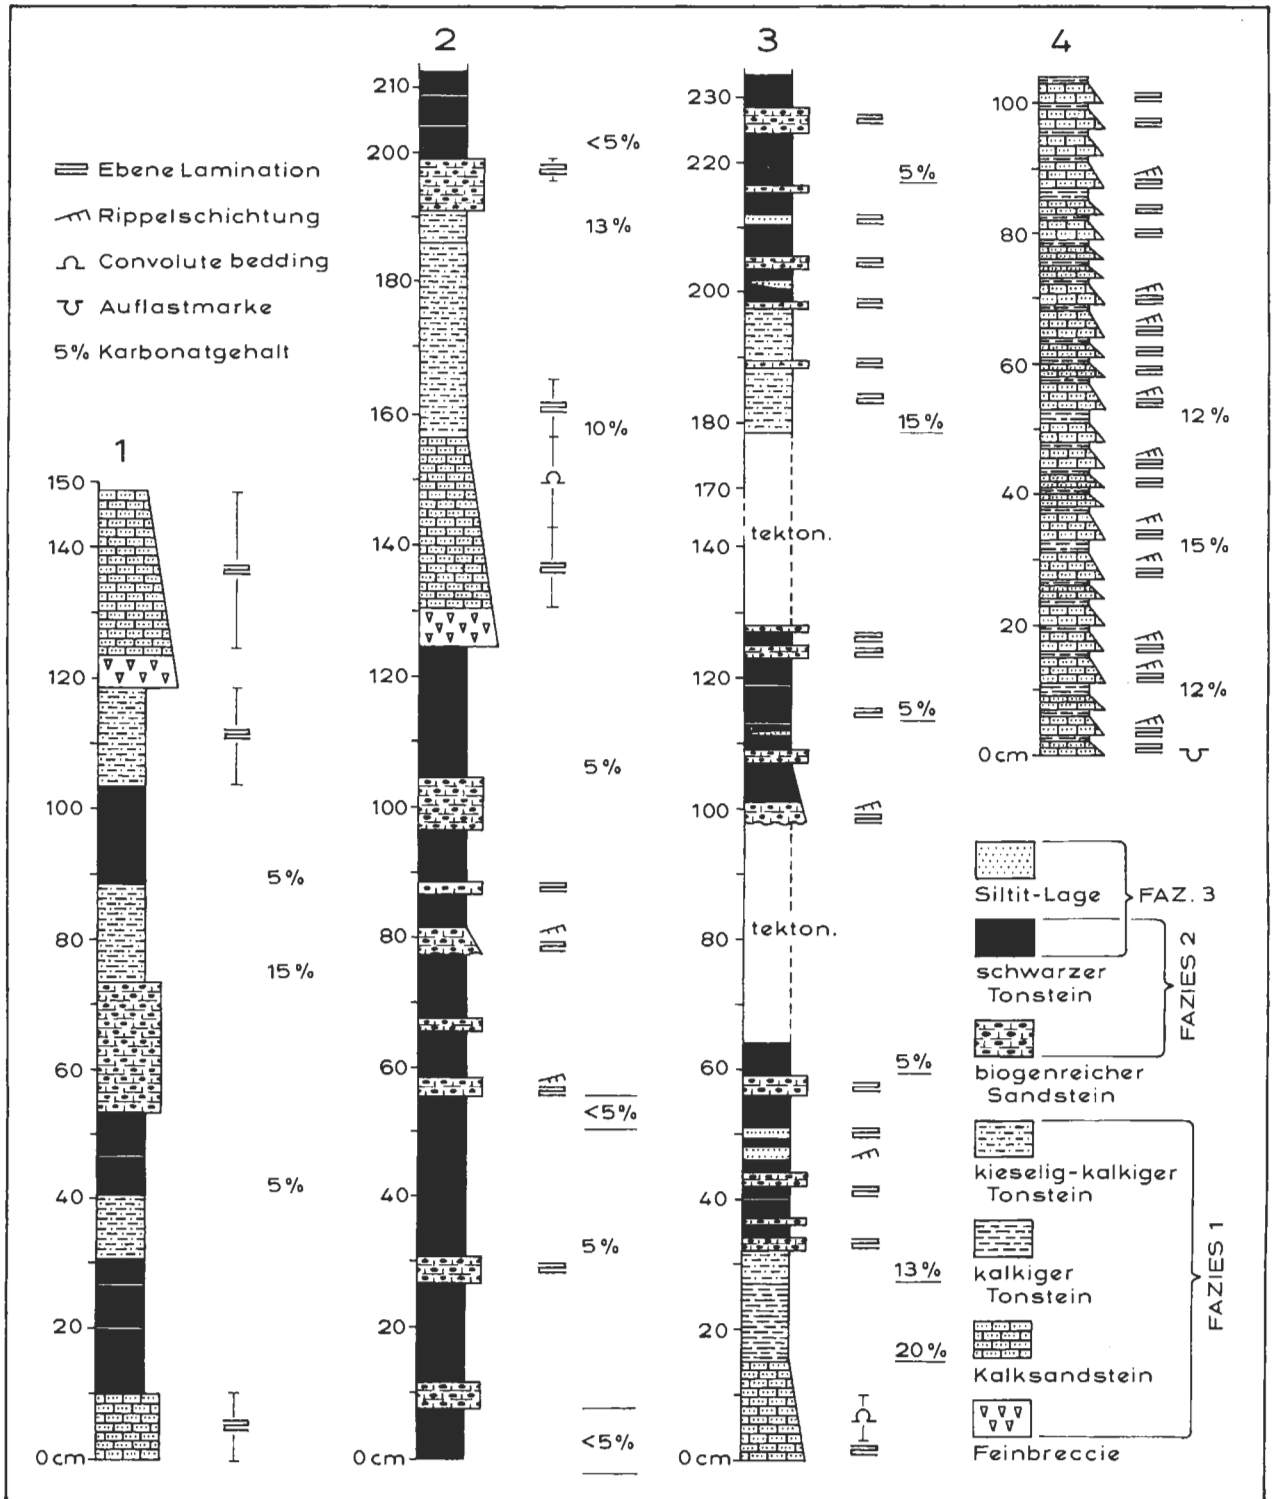 Ebene Lamination
Rippelschichtung
Convolute bedding
Auflastmarke
5% Karbonatgehalt
1
150
140
120
100
80
60
40
20
0 cm
5%
15%
5%
2
210
200
180
160
140
120
100
80
60
40
20
0 cm
<5%
13%
10%
5%
<5%
5%
<5%
3
230
220
200
180
170
140
120
100
80
60
40
20
0 cm
tekton.
tekton.
5%
15%
5%
5%
13%
20%
4
100
80
60
40
20
0 cm
12%
15%
12%
Siltit-Lage
FAZ. 3
schwarzer
Tonstein
biogenreicher
Sandstein
FAZIES 2
kieselig-kalkiger
Tonstein
kalkiger
Tonstein
Kalksandstein
Feinbreccie
FAZIES 1